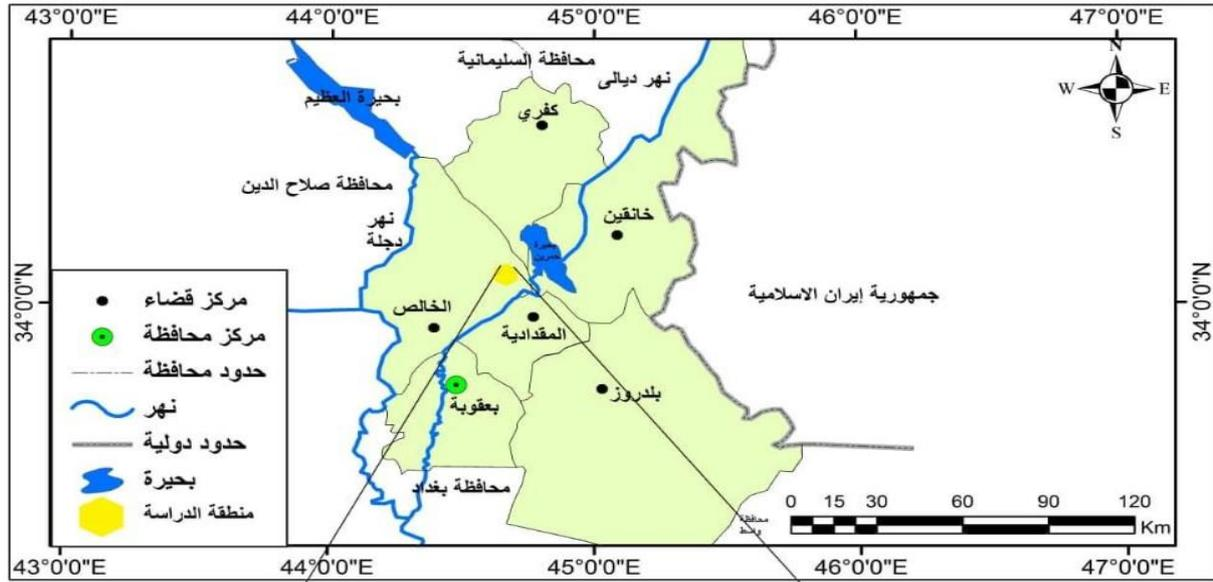 43°0'0"E 44°0'0"E 45°0'0"E 46°0'0"E 47°0'0"E
محافظة السليمانية
نهر ديالى
N
W E
S
بحيرة العظيم
كفري
محافظة صلاح الدين
نهر
دجلة
خانقين
بحيرة
حمرين
34°0'0"N
34°0'0"N
جمهورية إيران الاسلامية
الخالص
المقدادية
بلدروز
بعقوبة
محافظة بغداد
محافظة
واسط
مركز قضاء
مركز محافظة
حدود محافظة
نهر
حدود دولية
بحيرة
منطقة الدراسة
0 15 30 60 90 120
Km
43°0'0"E 44°0'0"E 45°0'0"E 46°0'0"E 47°0'0"E